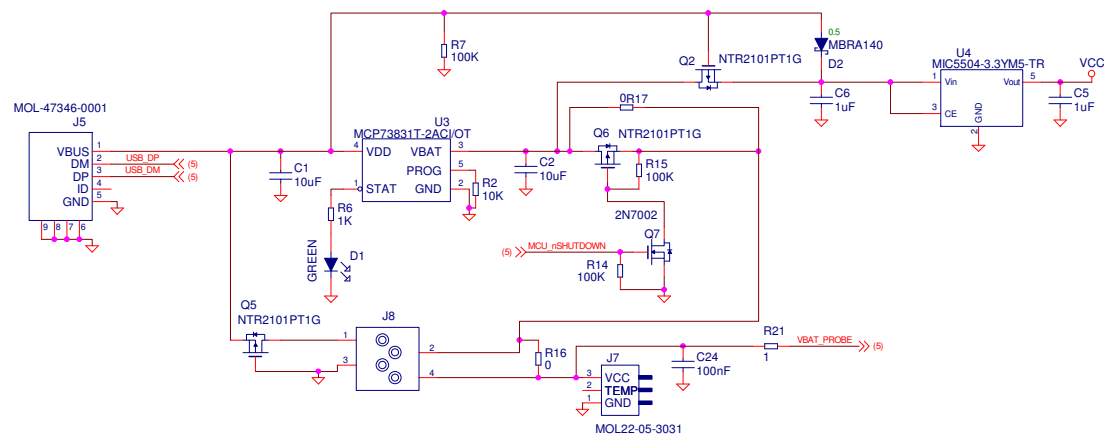 0.5
R7
100K
Q2
NTR2101PT1G
MBRA140
D2
U4
MIC5504-3.3YM5-TR
VCC
1
Vin
Vout
5
3
CE
GND
2
C6
1uF
C5
1uF
MOL-47346-0001
J5
VBUS
1
DM
2
USB_DP
(5)
DP
3
USB_DM
(5)
ID
4
GND
5
9
8
7
6
C1
10uF
U3
MCP73831T-2ACI/OT
4
VDD
VBAT
3
PROG
5
1
STAT
GND
2
R2
10K
R6
1K
GREEN
D1
C2
10uF
0
R17
Q6
NTR2101PT1G
R15
100K
2N7002
Q7
(5)
MCU_nSHUTDOWN
R14
100K
Q5
NTR2101PT1G
J8
1
2
3
4
R16
0
J7
3
VCC
2
TEMP
1
GND
MOL22-05-3031
C24
100nF
R21
1
VBAT_PROBE
(5)